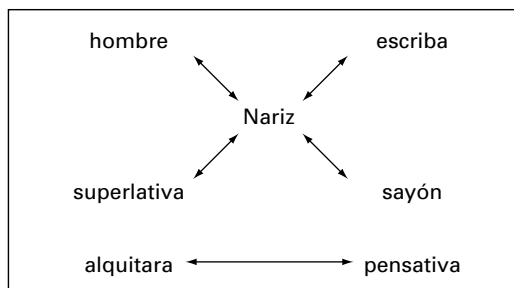 hombre escriba
Nariz
superlativa sayón
alquitara pensativa